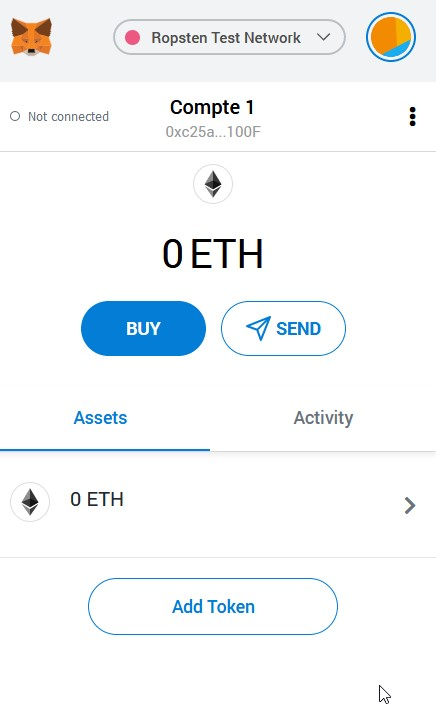 Ropsten Test Network
Not connected
Compte 1
0xc25a...100F
0 ETH
BUY
SEND
Assets
Activity
0 ETH
Add Token